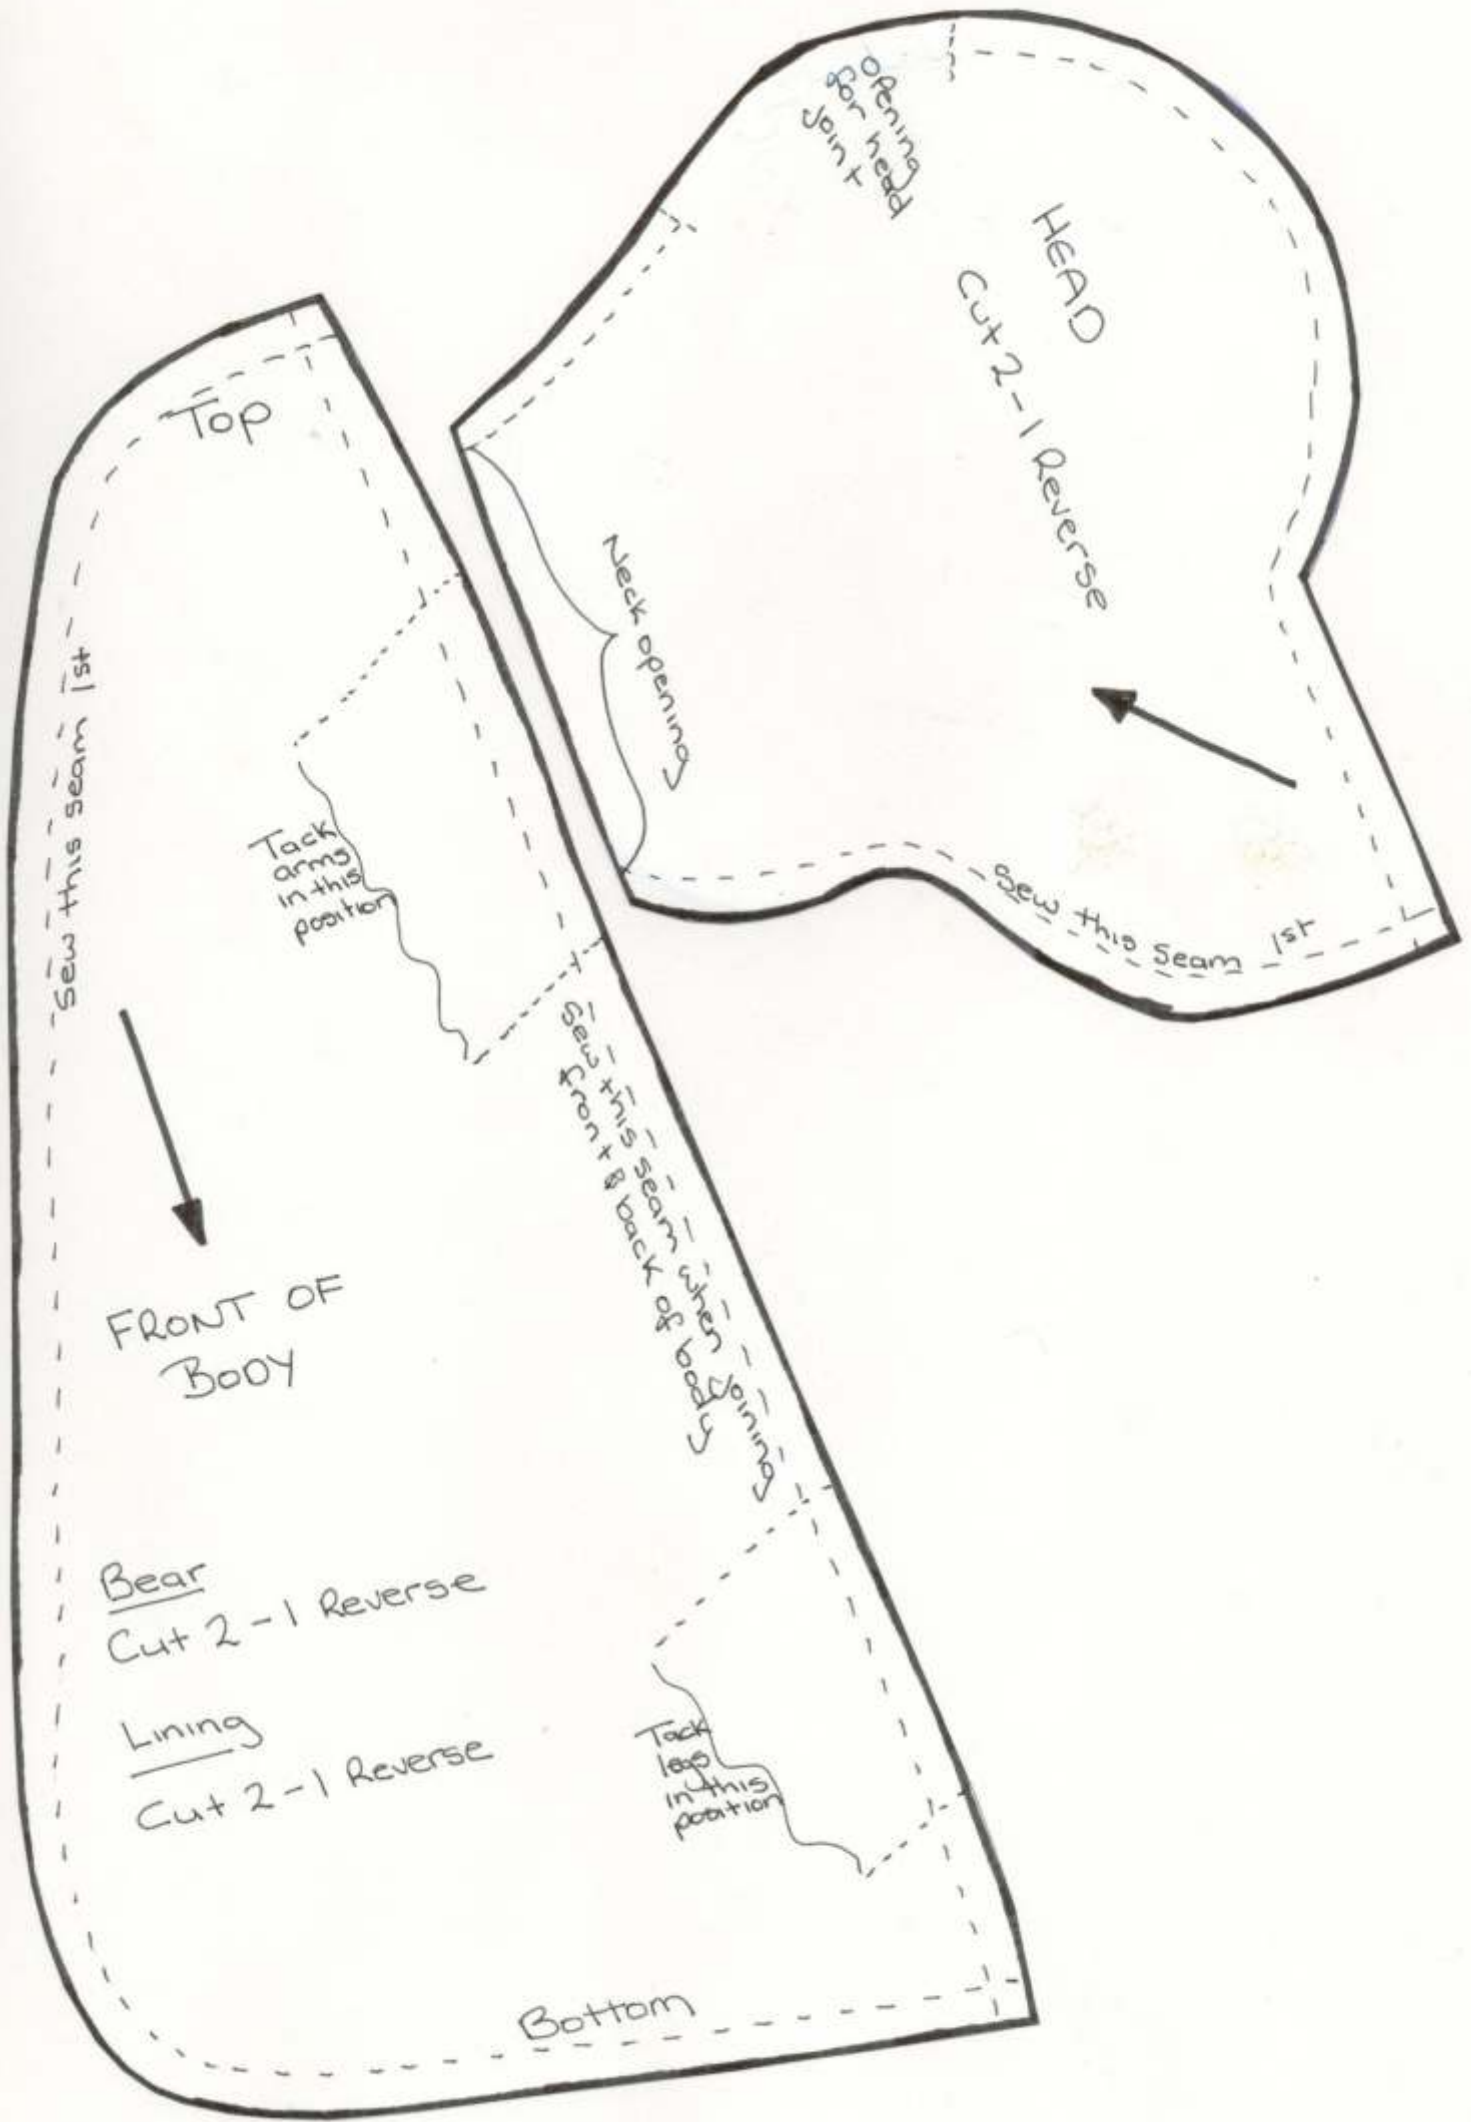 opening
for head
joint
HEAD
Cut 2 - 1 Reverse
Neck opening
Sew this seam 1st
Top
Sew this seam 1st
Tack
arms
in this
position
Sew this seam when joining
front & back of body
FRONT OF
BODY
Bear
Cut 2 - 1 Reverse
Lining
Cut 2 - 1 Reverse
Tack
legs
in this
position
Bottom